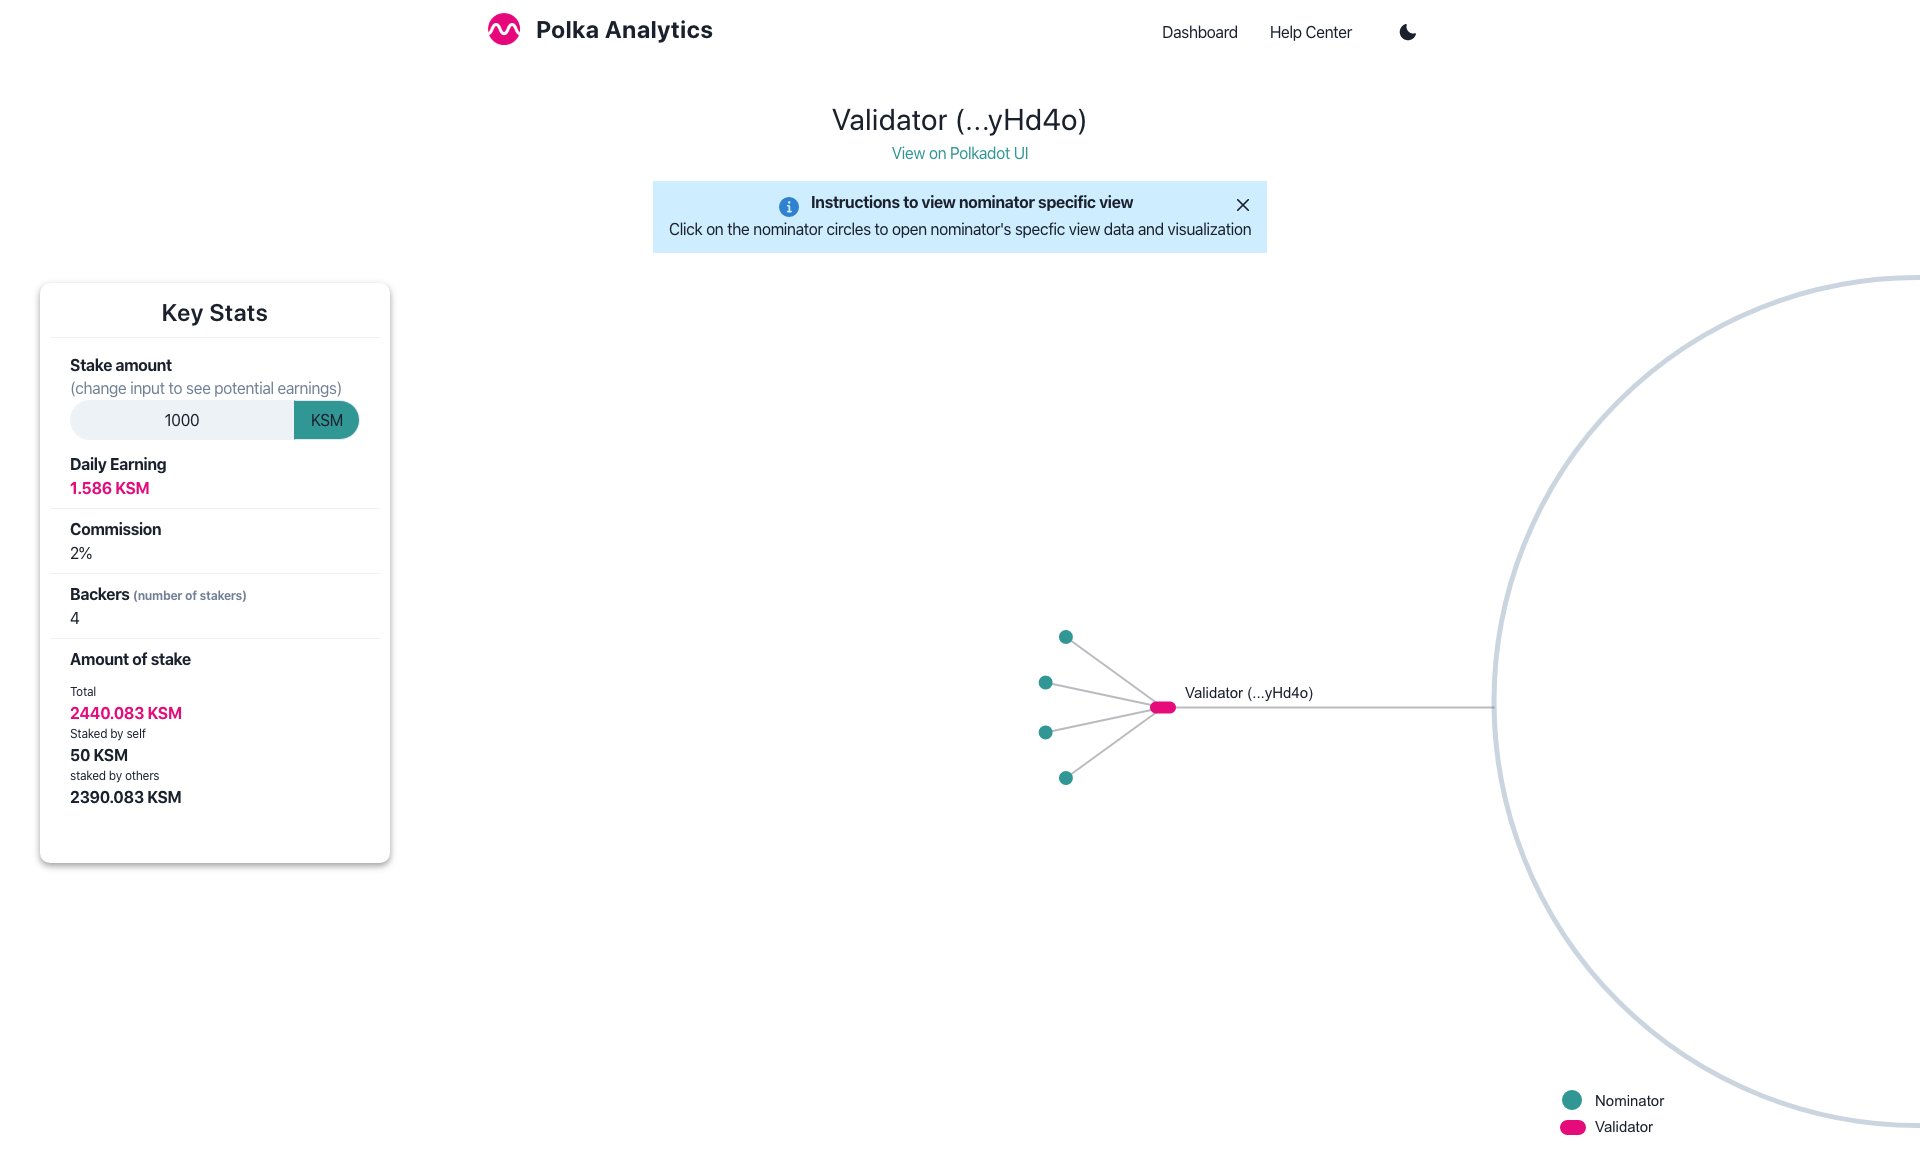 Polka Analytics
Dashboard
Help Center
Validator (...yHd4o)
View on Polkadot UI
Instructions to view nominator specific view
Click on the nominator circles to open nominator's specfic view data and visualization
Key Stats
Stake amount
(change input to see potential earnings)
1000 KSM
Daily Earning
1.586 KSM
Commission
2%
Backers (number of stakers)
4
Amount of stake
Total
2440.083 KSM
Staked by self
50 KSM
staked by others
2390.083 KSM
Validator (...yHd4o)
Nominator
Validator